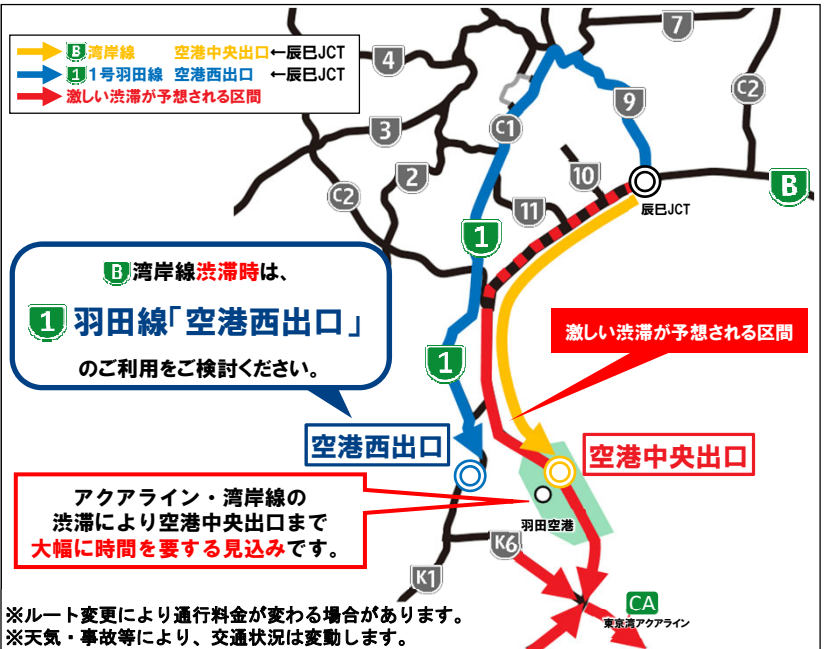 B 湾岸線 空港中央出口←辰巳JCT
1 1号羽田線 空港西出口 ←辰巳JCT
激しい渋滞が予想される区間
7
4
C2
9
3
C1
2
10
C2
B
11
辰巳JCT
1
B 湾岸線渋滞時は、
1 羽田線「空港西出口」
のご利用をご検討ください。
激しい渋滞が予想される区間
1
空港西出口
空港中央出口
アクアライン・湾岸線の
渋滞により空港中央出口まで
大幅に時間を要する見込みです。
羽田空港
K6
K1
CA
東京湾アクアライン
※ルート変更により通行料金が変わる場合があります。
※天気・事故等により、交通状況は変動します。